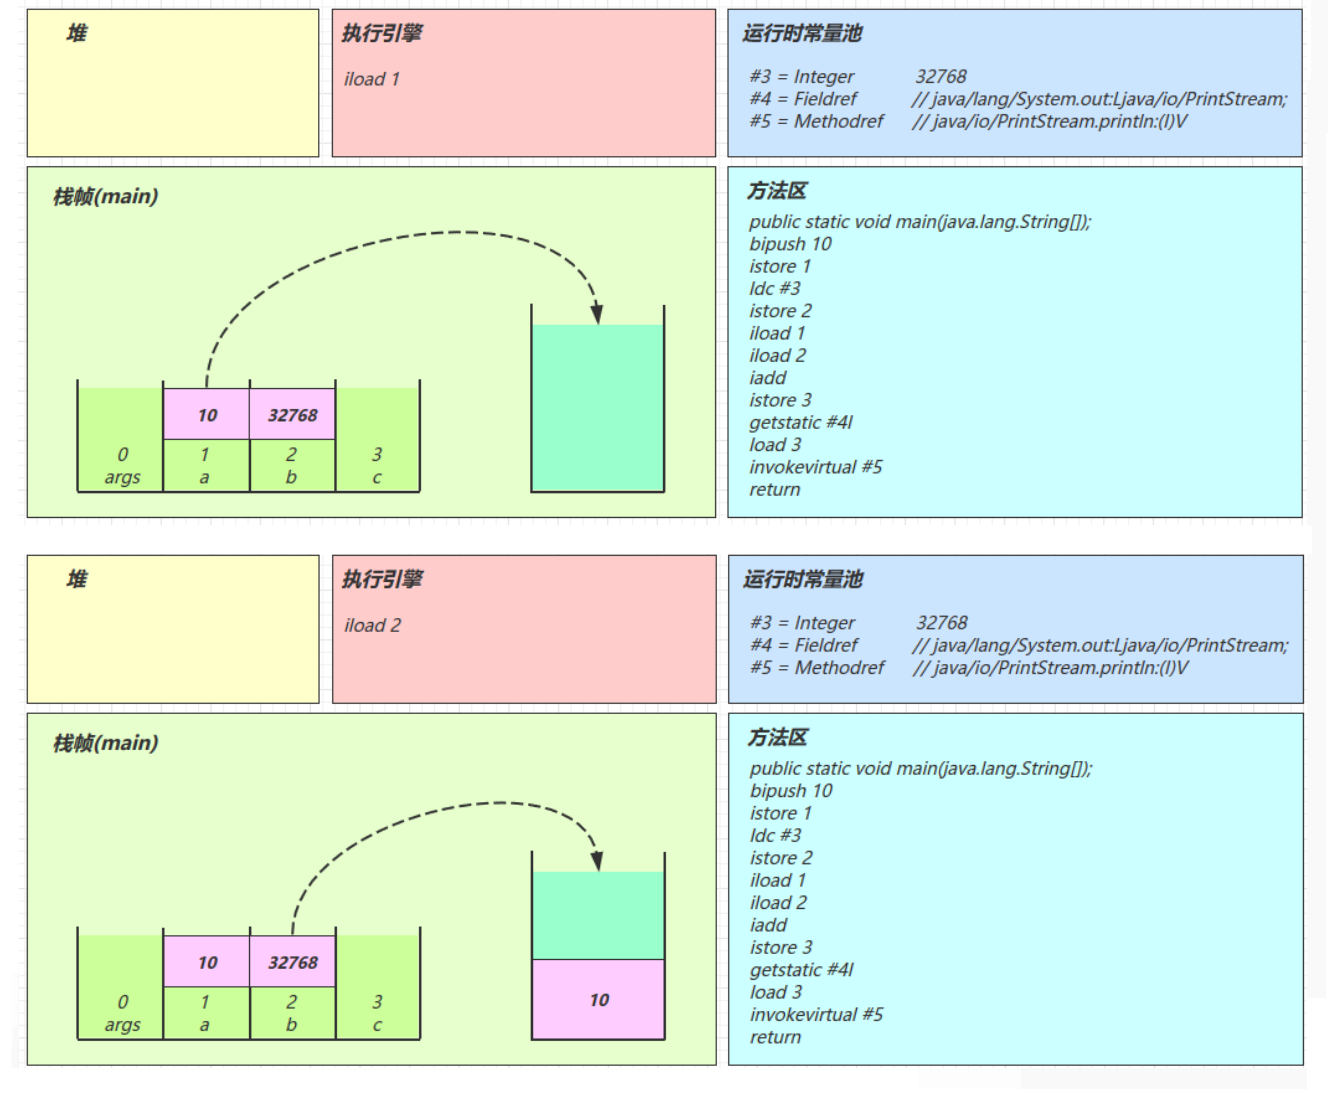 堆
执行引擎
iload 1
运行时常量池
#3 = Integer 32768
#4 = Fieldref // java/lang/System.out:Ljava/io/PrintStream;
#5 = Methodref // java/io/PrintStream.println:(I)V
栈帧(main)
10 32768
0 1 2 3
args a b c
方法区
public static void main(java.lang.String[]);
bipush 10
istore 1
ldc #3
istore 2
iload 1
iload 2
iadd
istore 3
getstatic #4I
load 3
invokevirtual #5
return
堆
执行引擎
iload 2
运行时常量池
#3 = Integer 32768
#4 = Fieldref // java/lang/System.out:Ljava/io/PrintStream;
#5 = Methodref // java/io/PrintStream.println:(I)V
栈帧(main)
10 32768
0 1 2 3
args a b c
10
方法区
public static void main(java.lang.String[]);
bipush 10
istore 1
ldc #3
istore 2
iload 1
iload 2
iadd
istore 3
getstatic #4I
load 3
invokevirtual #5
return